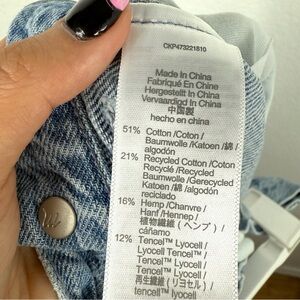 CKP473221810
Made In China
Fabriqué En Chine
Hergestellt In China
Vervaardigd In China
中国製
hecho en china
51% Cotton /Coton /
Baumwolle /Katoen /綿 /
algodón
21% Recycled Cotton /Coton
Recyclé /Recycelte
Baumwolle /Gerecycled
Katoen /綿 /algodón
reciclado
16% Hemp /Chanvre /
Hanf /Hennep /
植物繊維 (ヘンプ) /
cáñamo
12% Tencel™ Lyocell /
Lyocell Tencel™ /
Tencel™ Lyocell /
Tencel™ Lyocell /
再生繊維 (リヨセル) /
tencel™ lyocell